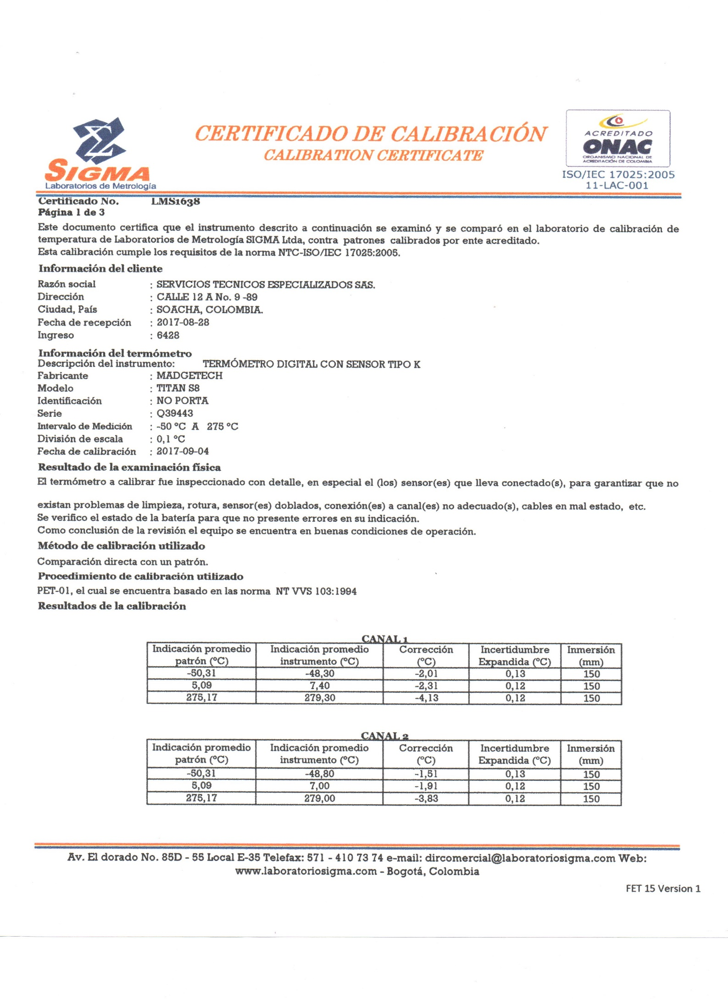 SIGMA
Laboratorios de Metrología
CERTIFICADO DE CALIBRACIÓN
CALIBRATION CERTIFICATE
ACREDITADO
ONAC
ORGANISMO NACIONAL DE
ACREDITACIÓN DE COLOMBIA
ISO/IEC 17025:2005
11-LAC-001
Certificado No. LMS1638
Página 1 de 3
Este documento certifica que el instrumento descrito a continuación se examinó y se comparó en el laboratorio de calibración de
temperatura de Laboratorios de Metrología SIGMA Ltda, contra patrones calibrados por ente acreditado.
Esta calibración cumple los requisitos de la norma NTC-ISO/IEC 17025:2005.
Información del cliente
Razón social : SERVICIOS TECNICOS ESPECIALIZADOS SAS.
Dirección : CALLE 12 A No. 9 -89
Ciudad, País : SOACHA, COLOMBIA.
Fecha de recepción : 2017-08-28
Ingreso : 6428
Información del termómetro
Descripción del instrumento: TERMÓMETRO DIGITAL CON SENSOR TIPO K
Fabricante : MADGETECH
Modelo : TITAN S8
Identificación : NO PORTA
Serie : Q39443
Intervalo de Medición : -50 °C A 275 °C
División de escala : 0,1 °C
Fecha de calibración : 2017-09-04
Resultado de la examinación física
El termómetro a calibrar fue inspeccionado con detalle, en especial el (los) sensor(es) que lleva conectado(s), para garantizar que no
existan problemas de limpieza, rotura, sensor(es) doblados, conexión(es) a canal(es) no adecuado(s), cables en mal estado, etc.
Se verifico el estado de la batería para que no presente errores en su indicación.
Como conclusión de la revisión el equipo se encuentra en buenas condiciones de operación.
Método de calibración utilizado
Comparación directa con un patrón.
Procedimiento de calibración utilizado
PET-01, el cual se encuentra basado en las norma NT VVS 103:1994
Resultados de la calibración
CANAL 1
Indicación promedio Indicación promedio Corrección Incertidumbre Inmersión
patrón (°C) instrumento (°C) (°C) Expandida (°C) (mm)
-50,31 -48,30 -2,01 0,13 150
5,09 7,40 -2,31 0,12 150
275,17 279,30 -4,13 0,12 150
CANAL 2
Indicación promedio Indicación promedio Corrección Incertidumbre Inmersión
patrón (°C) instrumento (°C) (°C) Expandida (°C) (mm)
-50,31 -48,80 -1,51 0,13 150
5,09 7,00 -1,91 0,12 150
275,17 279,00 -3,83 0,12 150
Av. El dorado No. 85D - 55 Local E-35 Telefax: 571 - 410 73 74 e-mail: dircomercial@laboratoriosigma.com Web:
www.laboratoriosigma.com - Bogotá, Colombia
FET 15 Version 1